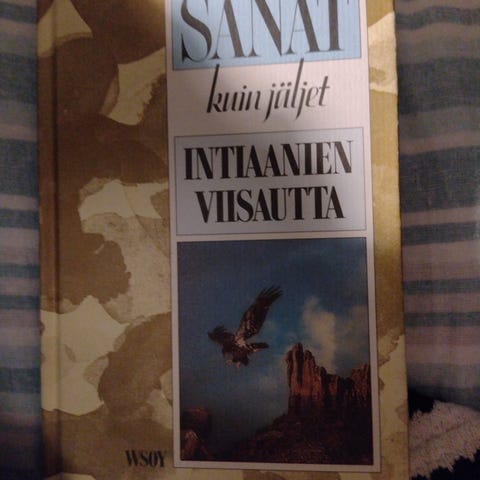 SANAT
kuin jäljet
INTIAANIEN
VIISAUTTA
WSOY